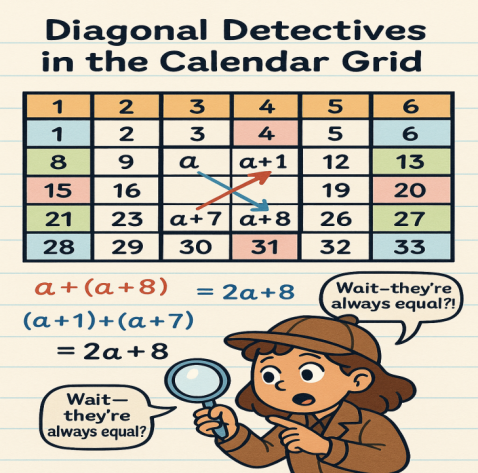 Diagonal Detectives
in the Calendar Grid
1 2 3 4 5 6
1 2 3 4 5 6
8 9 a a+1 12 13
15 16 19 20
21 23 a+7 a+8 26 27
28 29 30 31 32 33
a+(a+8) = 2a+8
(a+1)+(a+7)
= 2a+8
Wait–they're
always equal?!
Wait—
they're
always equal?